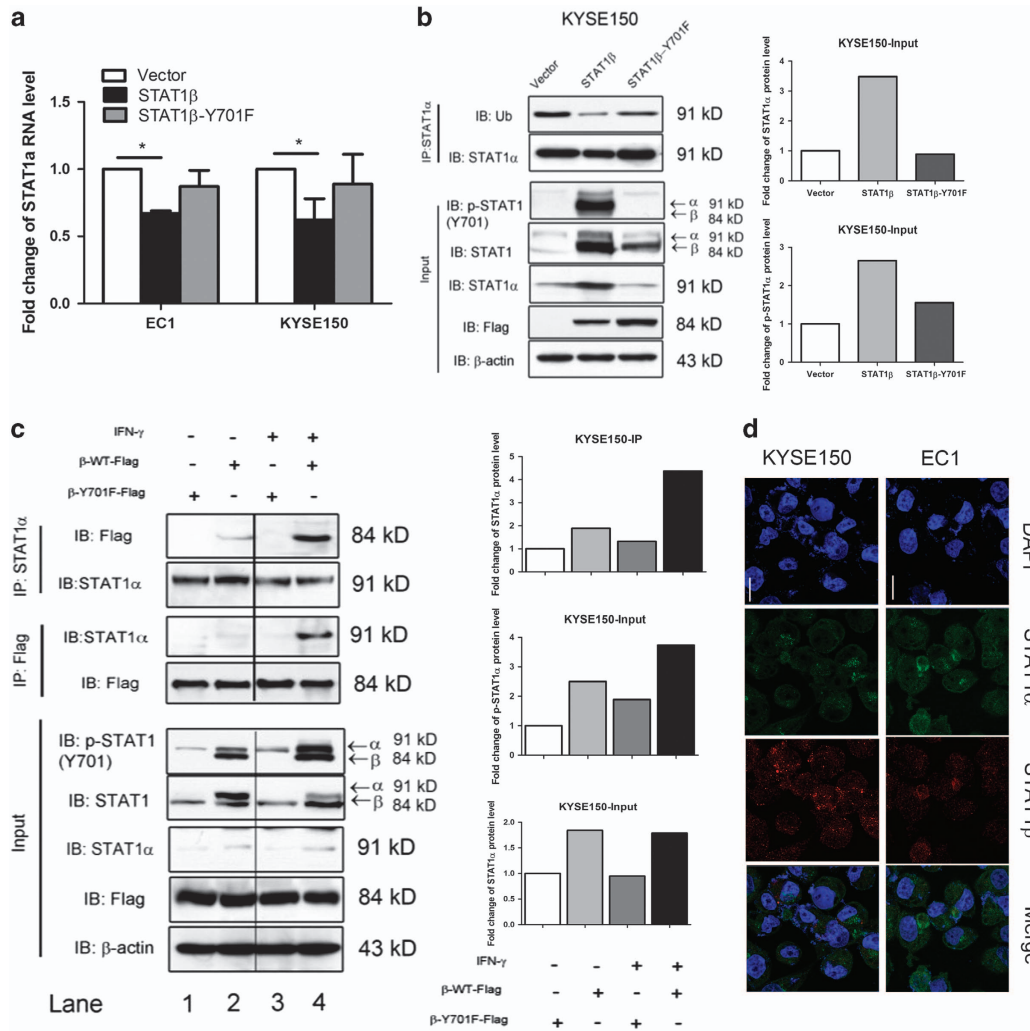 a
Fold change of STAT1a RNA level
1.5
1.0
0.5
0.0
Vector
STAT1β
STAT1β-Y701F
*
*
EC1
KYSE150
b
KYSE150
Vector
STAT1β
STAT1β-Y701F
IP:STAT1α
IB: Ub
91 kD
IB: STAT1α
91 kD
Input
IB: p-STAT1
(Y701)
←α 91 kD
←β 84 kD
IB: STAT1
←α 91 kD
←β 84 kD
IB: STAT1α
91 kD
IB: Flag
84 kD
IB: β-actin
43 kD
KYSE150-Input
Fold change of STAT1α protein level
4
3
2
1
0
Vector
STAT1β
STAT1β-Y701F
KYSE150-Input
Fold change of p-STAT1α protein level
3
2
1
0
Vector
STAT1β
STAT1β-Y701F
c
IFN-γ - - + +
β-WT-Flag - + - +
β-Y701F-Flag + - + -
IP: STAT1α
IB: Flag
84 kD
IB:STAT1α
91 kD
IP: Flag
IB:STAT1α
91 kD
IB: Flag
84 kD
Input
IB: p-STAT1
(Y701)
←α 91 kD
←β 84 kD
IB: STAT1
←α 91 kD
←β 84 kD
IB: STAT1α
91 kD
IB: Flag
84 kD
IB: β-actin
43 kD
Lane 1 2 3 4
KYSE150-IP
Fold change of STAT1α protein level
5
4
3
2
1
0
KYSE150-Input
Fold change of p-STAT1α protein level
4
3
2
1
0
KYSE150-Input
Fold change of STAT1α protein level
2.0
1.5
1.0
0.5
0.0
IFN-γ - - + +
β-WT-Flag - + - +
β-Y701F-Flag + - + -
d
KYSE150
EC1
DAPI
STAT1α
STAT1β
Merge